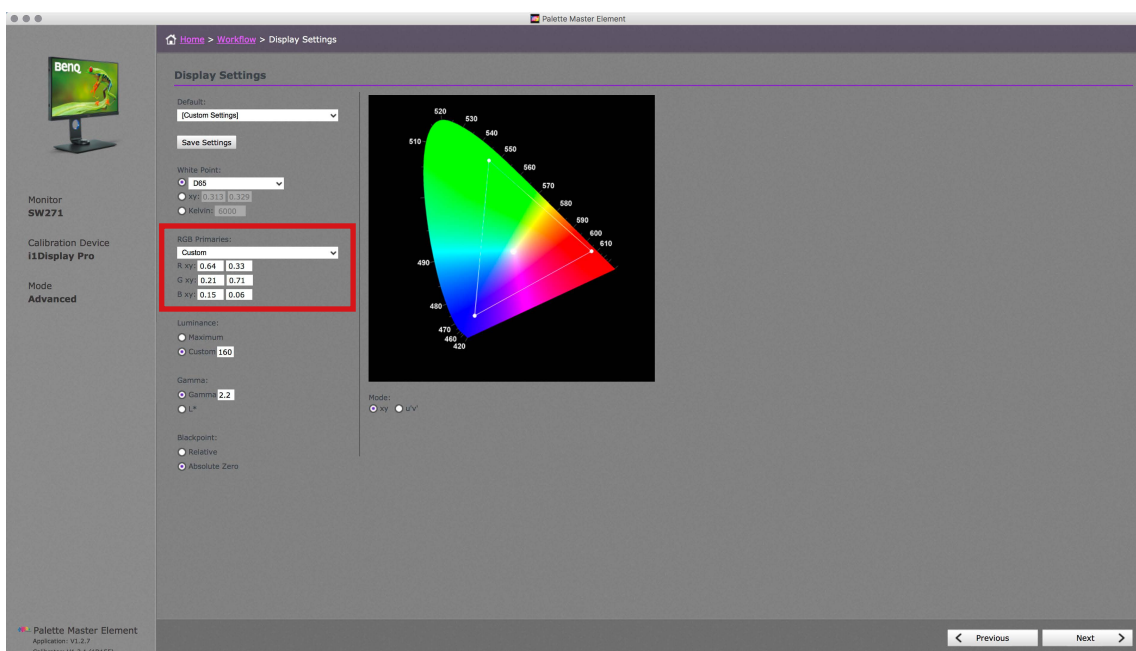 Palette Master Element
Home > Workflow > Display Settings
BenQ
Display Settings
Default:
[Custom Settings]
Save Settings
White Point:
D65
xy: 0.313 0.329
Kelvin: 6000
Monitor
SW271
Calibration Device
i1Display Pro
Mode
Advanced
RGB Primaries:
Custom
R xy: 0.64 0.33
G xy: 0.21 0.71
B xy: 0.15 0.06
Luminance:
Maximum
Custom 160
Gamma:
Gamma 2.2
L*
Blackpoint:
Relative
Absolute Zero
520
530
540
510
550
560
570
580
590
600
610
490
480
470
460
420
Mode:
xy u'v'
Palette Master Element
Application: V1.2.7
Previous
Next